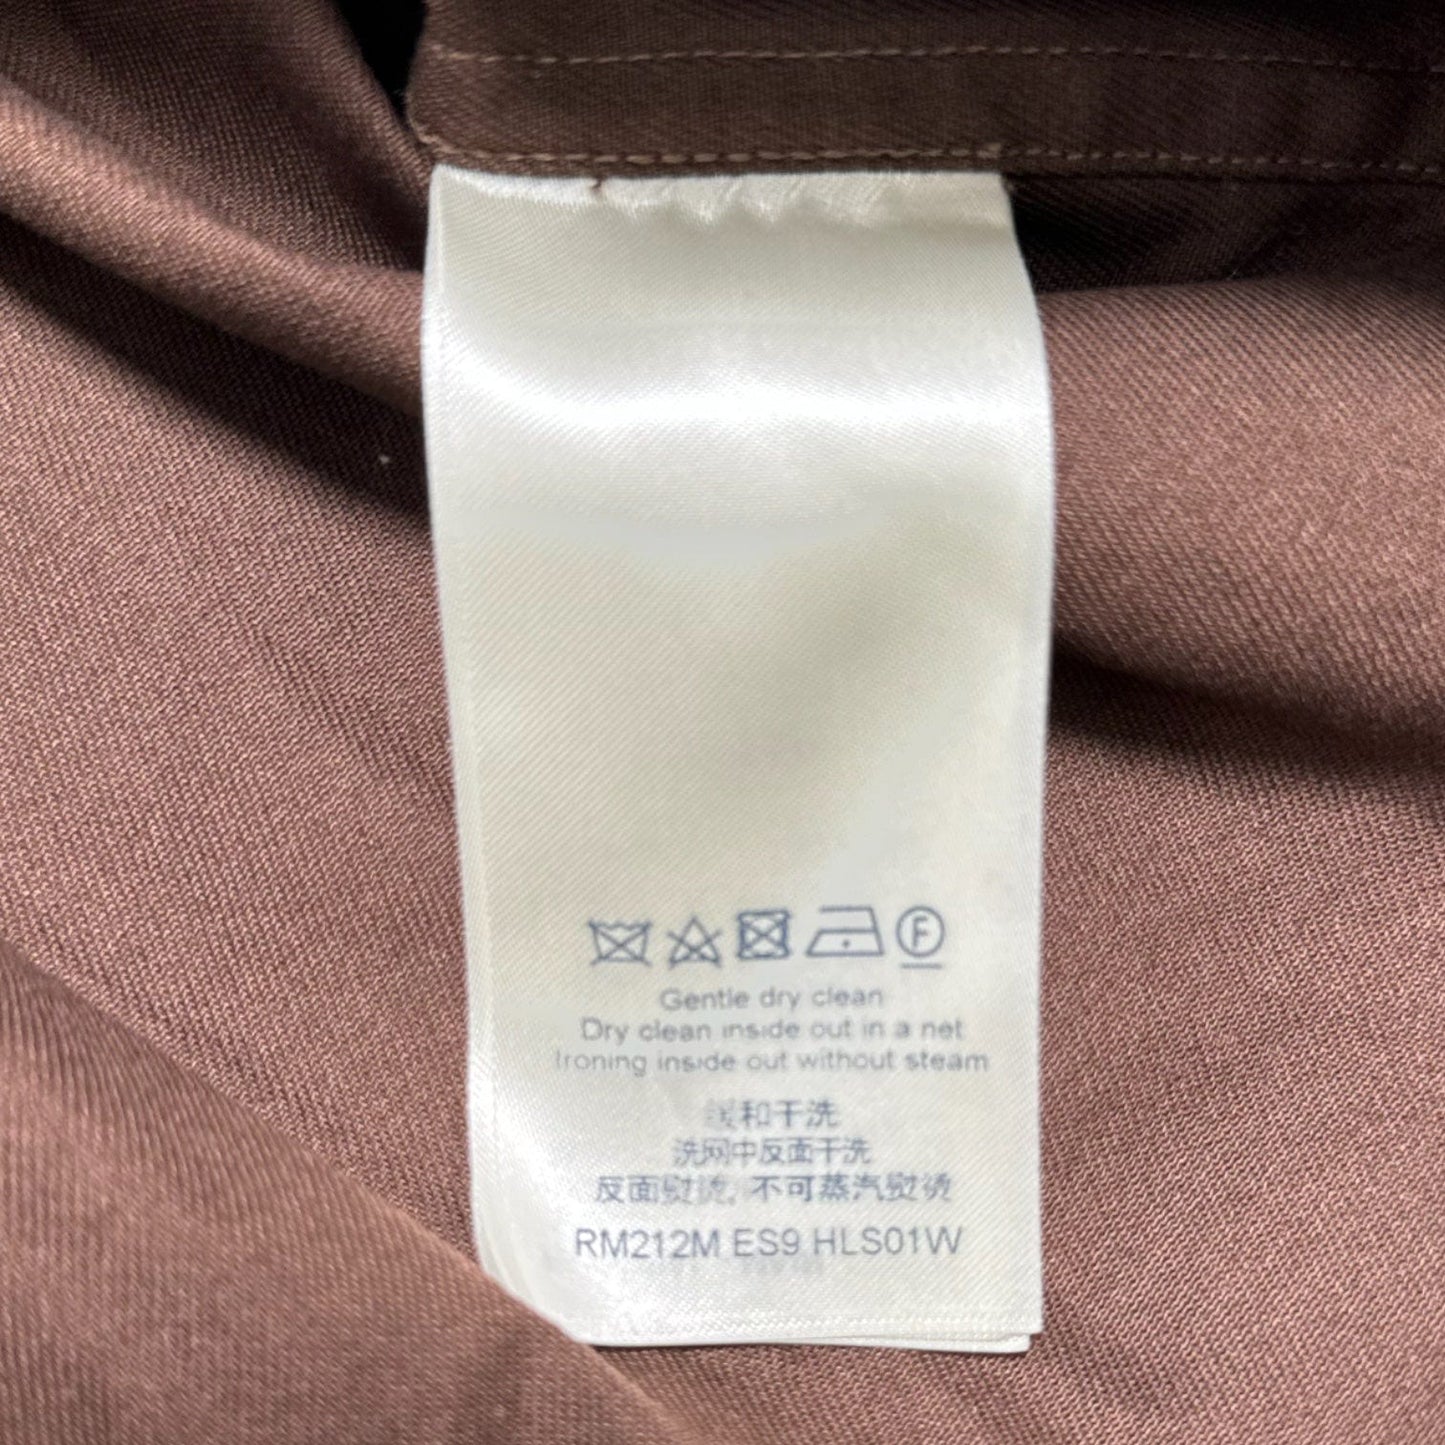 F
Gentle dry clean
Dry clean inside out in a net
Ironing inside out without steam
缓和干洗
洗网中反面干洗
反面熨烫, 不可蒸汽熨烫
RM212M ES9 HLS01W